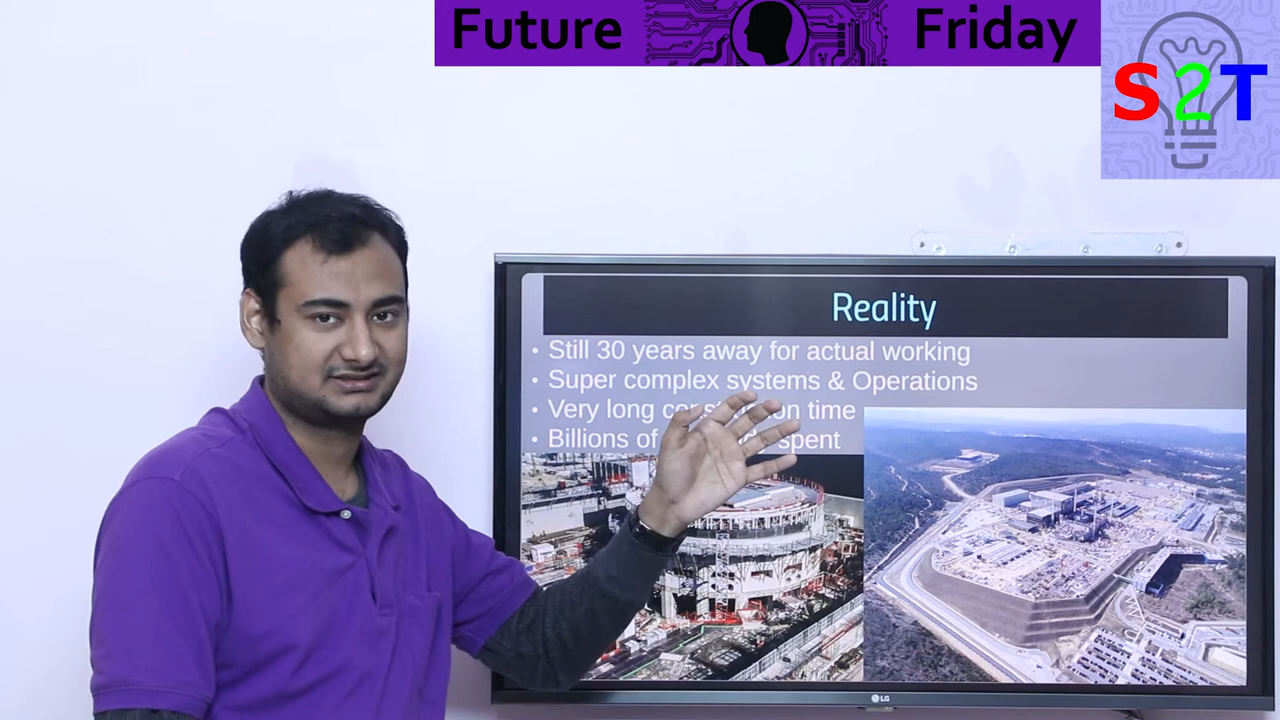 Future Friday
S2T
Reality
• Still 30 years away for actual working
• Super complex systems & Operations
• Very long construction time
• Billions of spent
LG